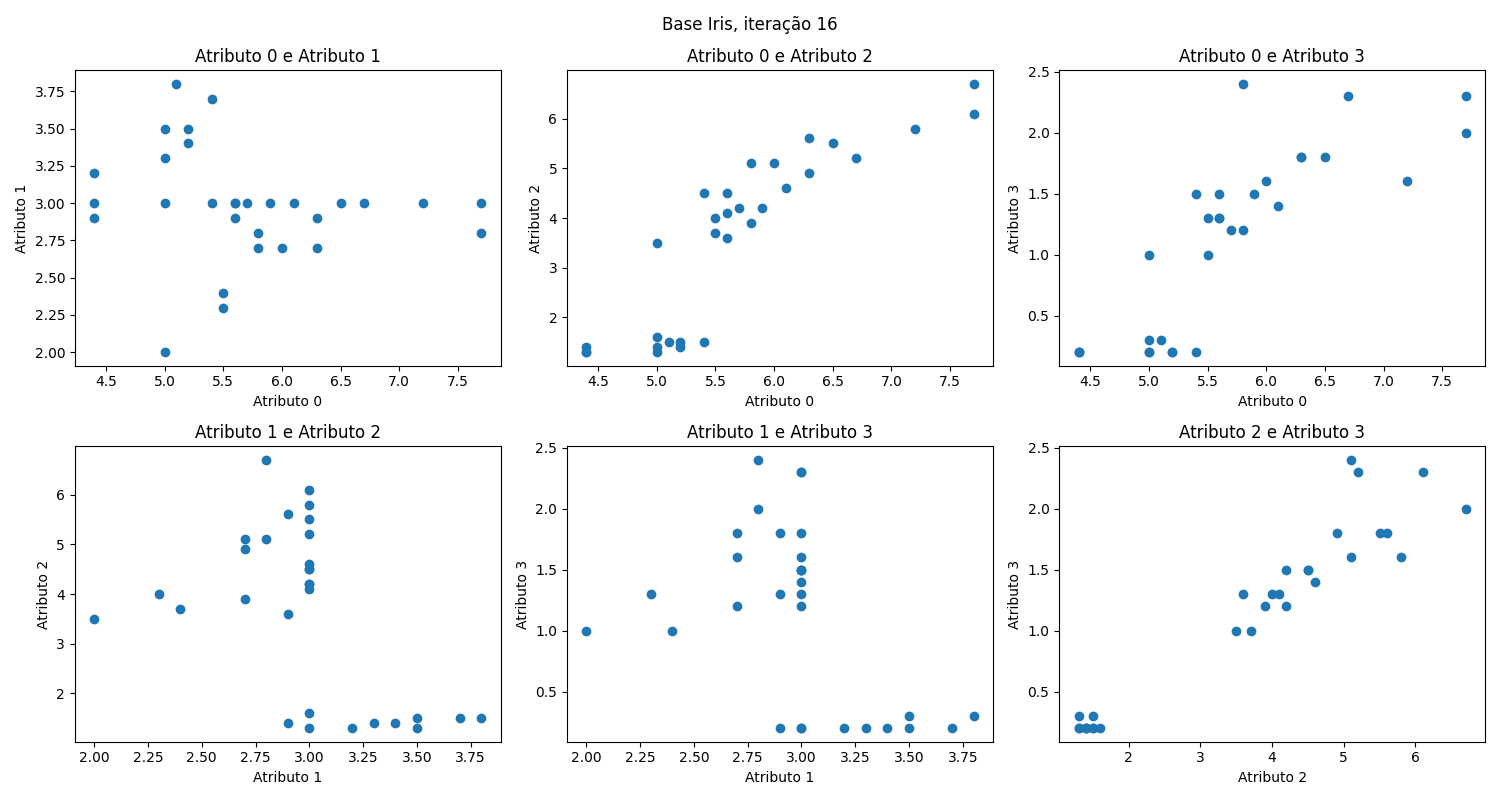 Base Iris, iteração 16
Atributo 0 e Atributo 1
3.75
3.50
3.25
3.00
2.75
2.50
2.25
2.00
Atributo 1
4.5 5.0 5.5 6.0 6.5 7.0 7.5
Atributo 0
Atributo 0 e Atributo 2
6
5
4
3
2
Atributo 2
4.5 5.0 5.5 6.0 6.5 7.0 7.5
Atributo 0
Atributo 0 e Atributo 3
2.5
2.0
1.5
1.0
0.5
Atributo 3
4.5 5.0 5.5 6.0 6.5 7.0 7.5
Atributo 0
Atributo 1 e Atributo 2
6
5
4
3
2
Atributo 2
2.00 2.25 2.50 2.75 3.00 3.25 3.50 3.75
Atributo 1
Atributo 1 e Atributo 3
2.5
2.0
1.5
1.0
0.5
Atributo 3
2.00 2.25 2.50 2.75 3.00 3.25 3.50 3.75
Atributo 1
Atributo 2 e Atributo 3
2.5
2.0
1.5
1.0
0.5
Atributo 3
2 3 4 5 6
Atributo 2